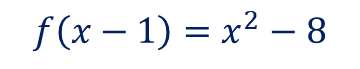 f(x − 1) = x² − 8